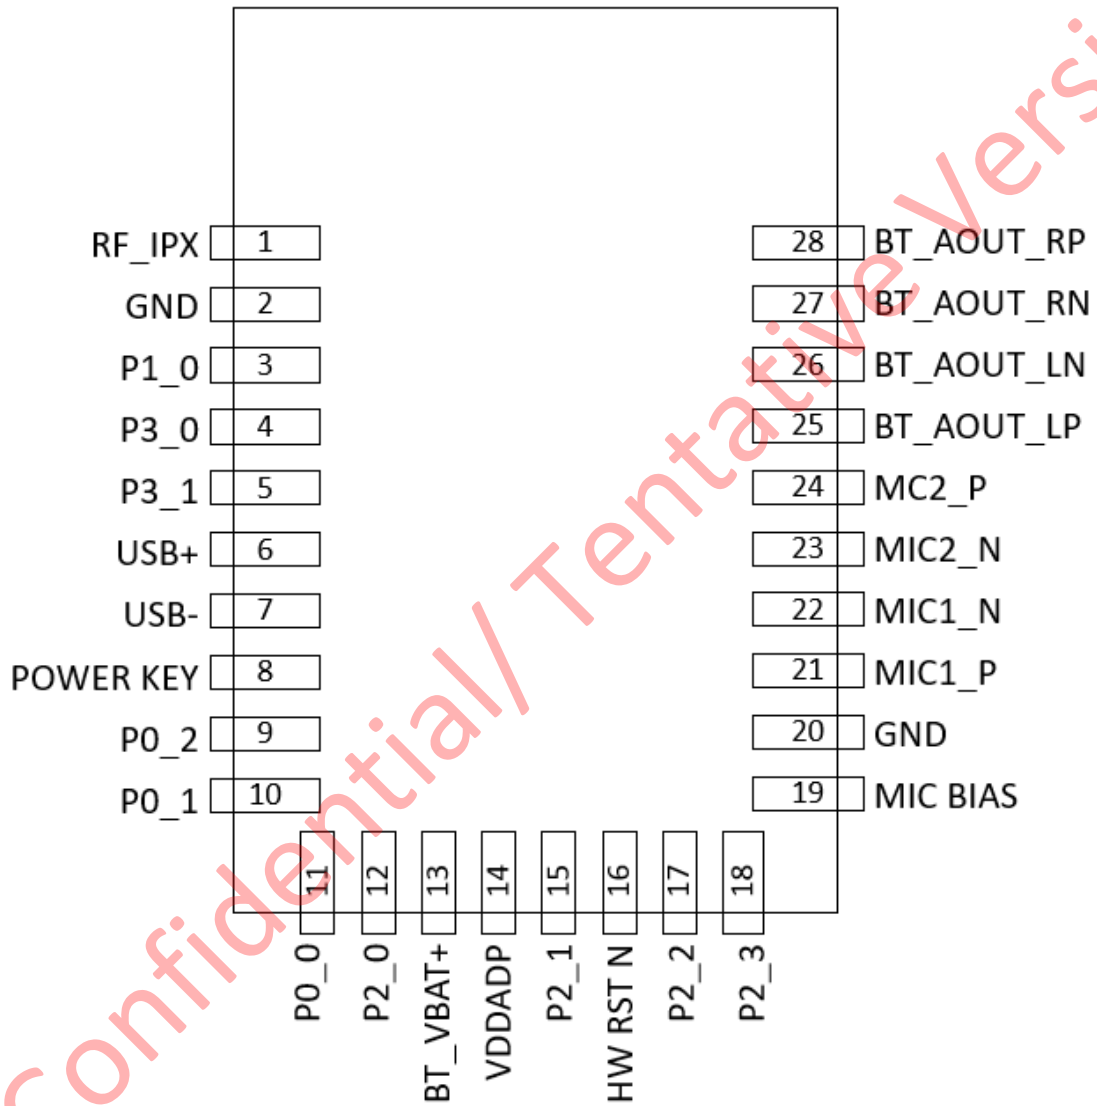 RF_IPX 1
GND 2
P1_0 3
P3_0 4
P3_1 5
USB+ 6
USB- 7
POWER KEY 8
P0_2 9
P0_1 10
11 P0_0
12 P2_0
13 BT_VBAT+
14 VDDADP
15 P2_1
16 HW RST N
17 P2_2
18 P2_3
28 BT_AOUT_RP
27 BT_AOUT_RN
26 BT_AOUT_LN
25 BT_AOUT_LP
24 MC2_P
23 MIC2_N
22 MIC1_N
21 MIC1_P
20 GND
19 MIC BIAS
Confidential/ Tentative Versi